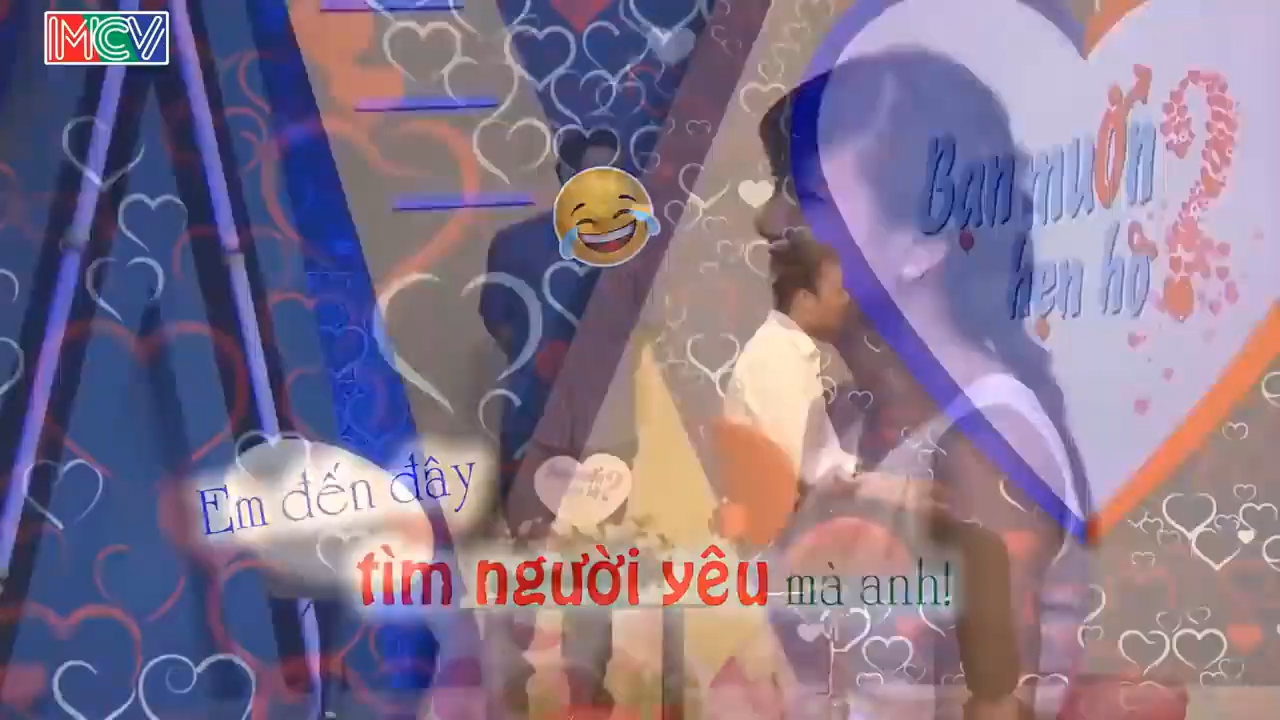 MCV
Bạn muốn
hẹn hò
?
Em đến đây
tìm người yêu mà anh!